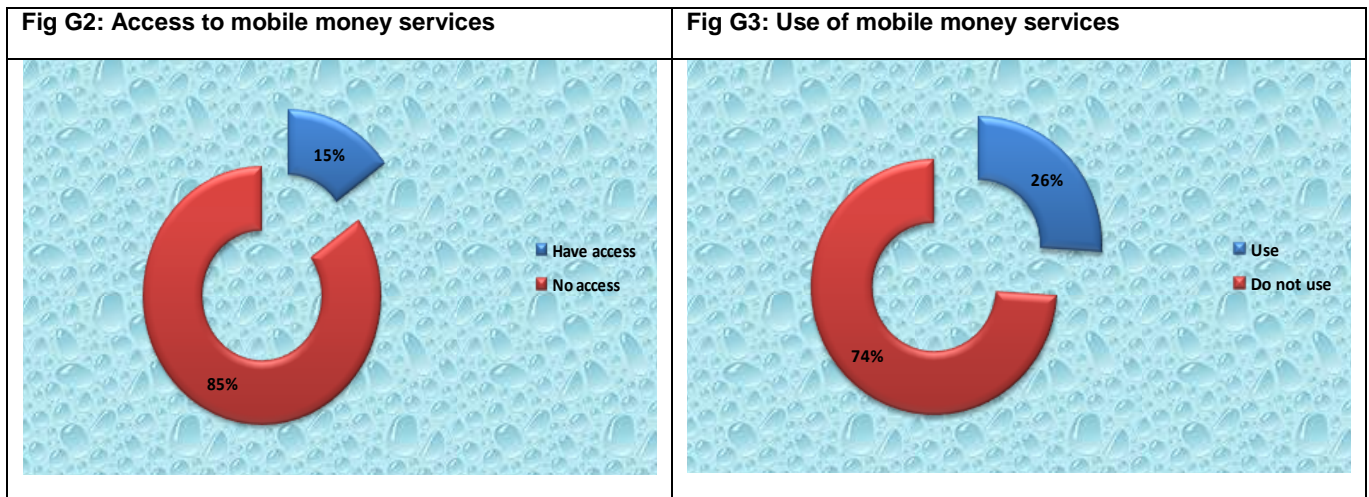 Fig G2: Access to mobile money services
15%
85%
Have access
No access
Fig G3: Use of mobile money services
26%
74%
Use
Do not use